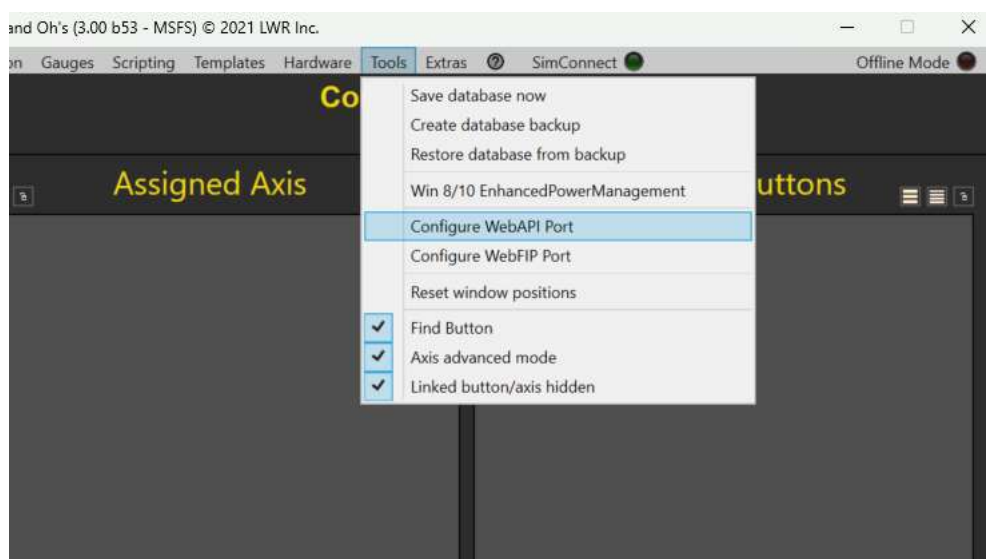 and Oh's (3.00 b53 - MSFS) © 2021 LWR Inc.
on Gauges Scripting Templates Hardware Tools Extras SimConnect Offline Mode
Co
Save database now
Create database backup
Restore database from backup
Assigned Axis
uttons
Win 8/10 EnhancedPowerManagement
Configure WebAPI Port
Configure WebFIP Port
Reset window positions
Find Button
Axis advanced mode
Linked button/axis hidden